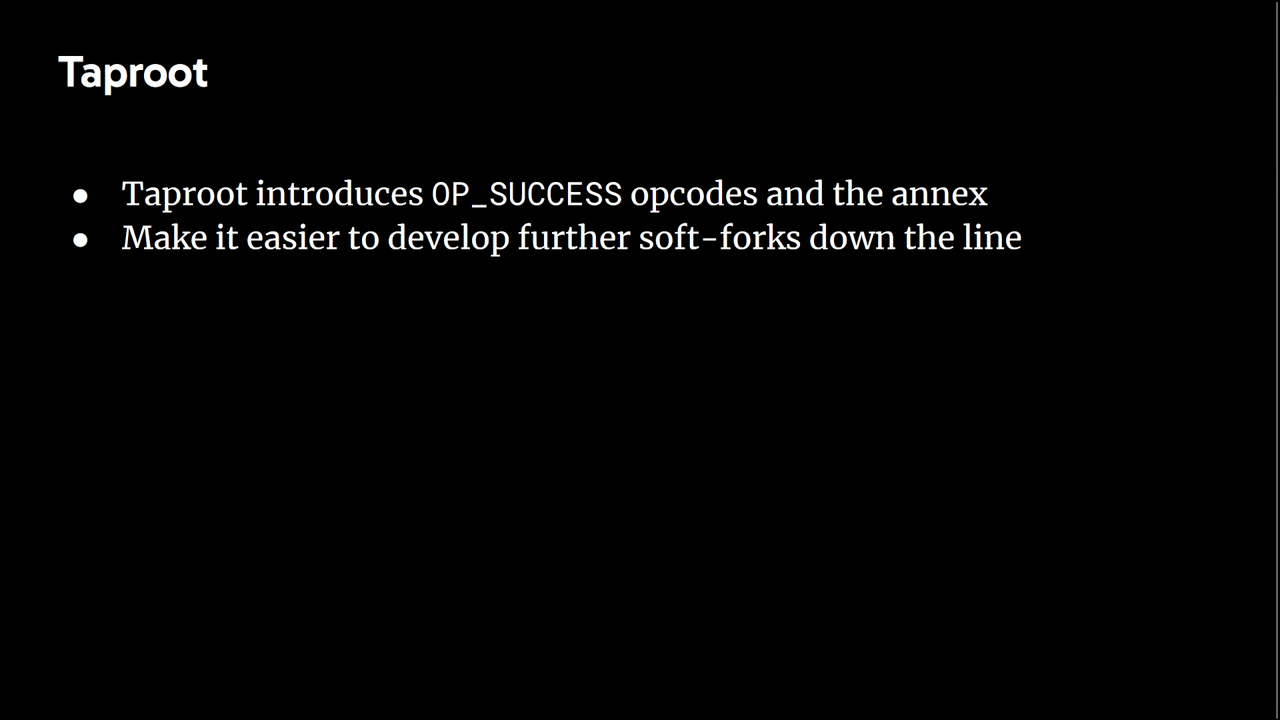 Taproot
● Taproot introduces OP_SUCCESS opcodes and the annex
● Make it easier to develop further soft-forks down the line